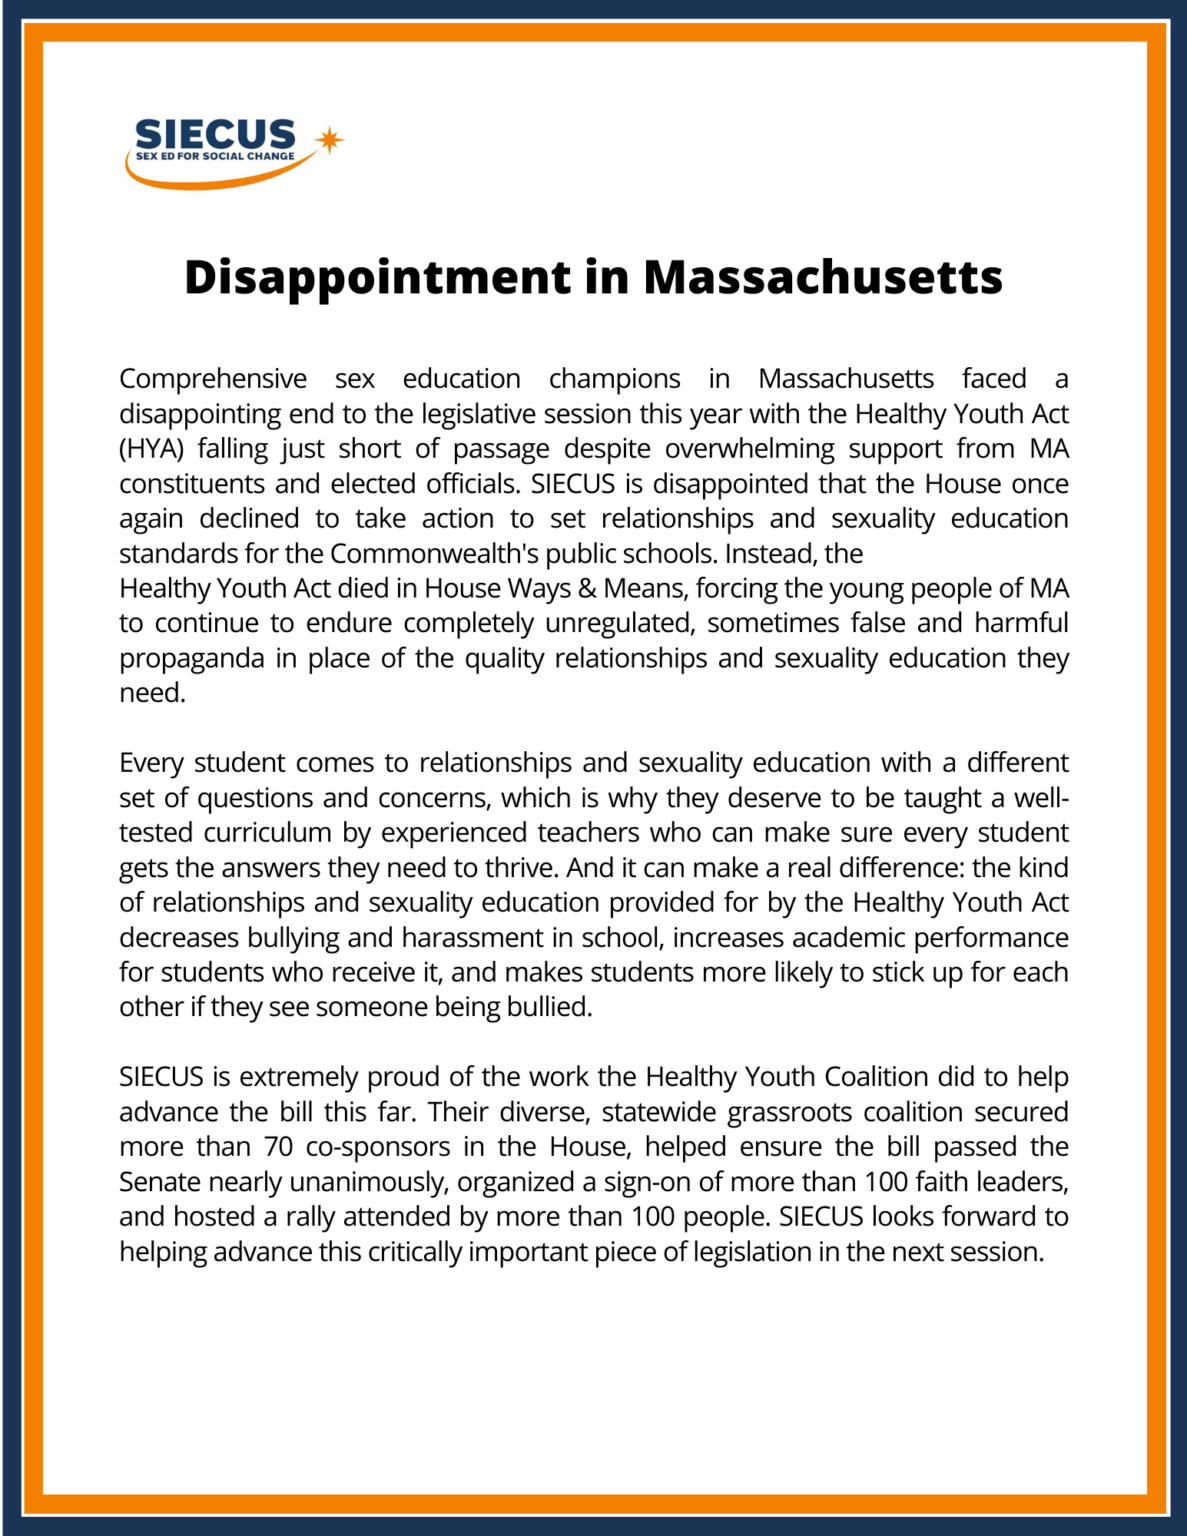 SIECUS
SEX ED FOR SOCIAL CHANGE
Disappointment in Massachusetts
Comprehensive sex education champions in Massachusetts faced a
disappointing end to the legislative session this year with the Healthy Youth Act
(HYA) falling just short of passage despite overwhelming support from MA
constituents and elected officials. SIECUS is disappointed that the House once
again declined to take action to set relationships and sexuality education
standards for the Commonwealth's public schools. Instead, the
Healthy Youth Act died in House Ways & Means, forcing the young people of MA
to continue to endure completely unregulated, sometimes false and harmful
propaganda in place of the quality relationships and sexuality education they
need.
Every student comes to relationships and sexuality education with a different
set of questions and concerns, which is why they deserve to be taught a well-
tested curriculum by experienced teachers who can make sure every student
gets the answers they need to thrive. And it can make a real difference: the kind
of relationships and sexuality education provided for by the Healthy Youth Act
decreases bullying and harassment in school, increases academic performance
for students who receive it, and makes students more likely to stick up for each
other if they see someone being bullied.
SIECUS is extremely proud of the work the Healthy Youth Coalition did to help
advance the bill this far. Their diverse, statewide grassroots coalition secured
more than 70 co-sponsors in the House, helped ensure the bill passed the
Senate nearly unanimously, organized a sign-on of more than 100 faith leaders,
and hosted a rally attended by more than 100 people. SIECUS looks forward to
helping advance this critically important piece of legislation in the next session.